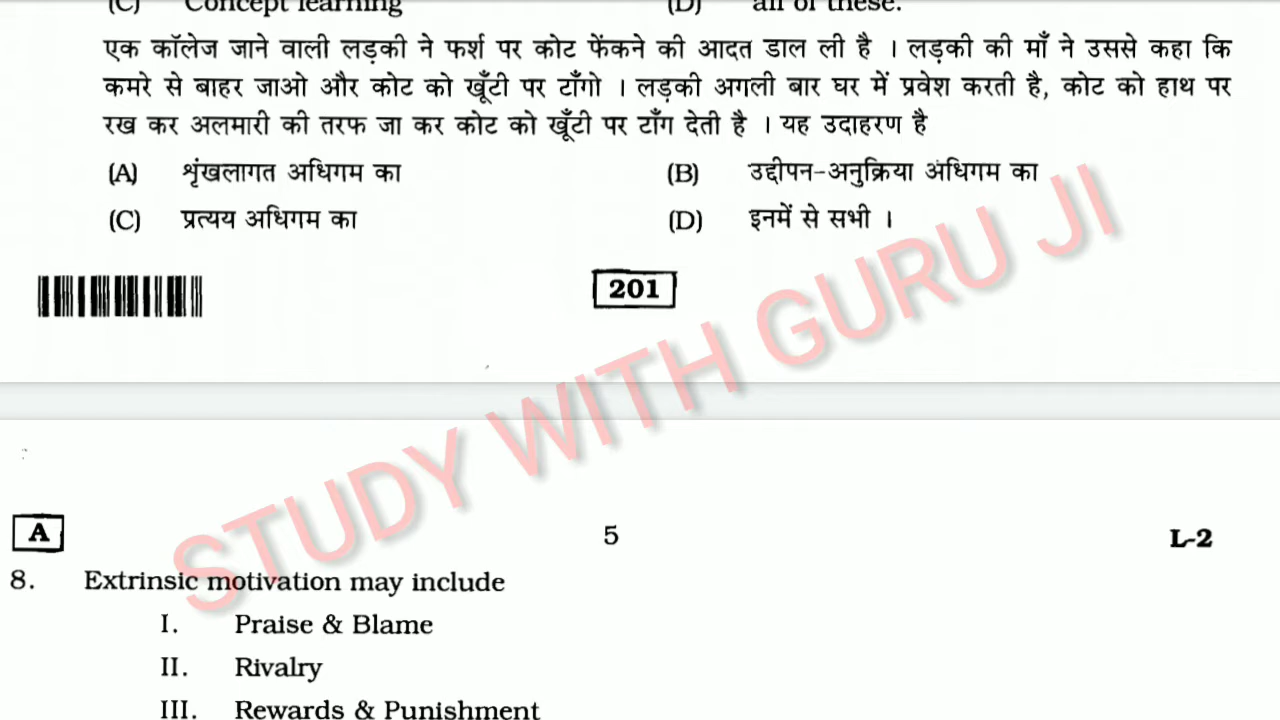 (C) Concept learning (D) all of these.
एक कॉलेज जाने वाली लड़की ने फर्श पर कोट फेंकने की आदत डाल ली है । लड़की की माँ ने उससे कहा कि
कमरे से बाहर जाओ और कोट को खूँटी पर टाँगो । लड़की अगली बार घर में प्रवेश करती है, कोट को हाथ पर
रख कर अलमारी की तरफ जा कर कोट को खूँटी पर टाँग देती है । यह उदाहरण है
(A) शृंखलागत अधिगम का (B) उद्दीपन-अनुक्रिया अधिगम का
(C) प्रत्यय अधिगम का (D) इनमें से सभी ।
201
STUDY WITH GURU JI
A 5 L-2
8. Extrinsic motivation may include
I. Praise & Blame
II. Rivalry
III. Rewards & Punishment